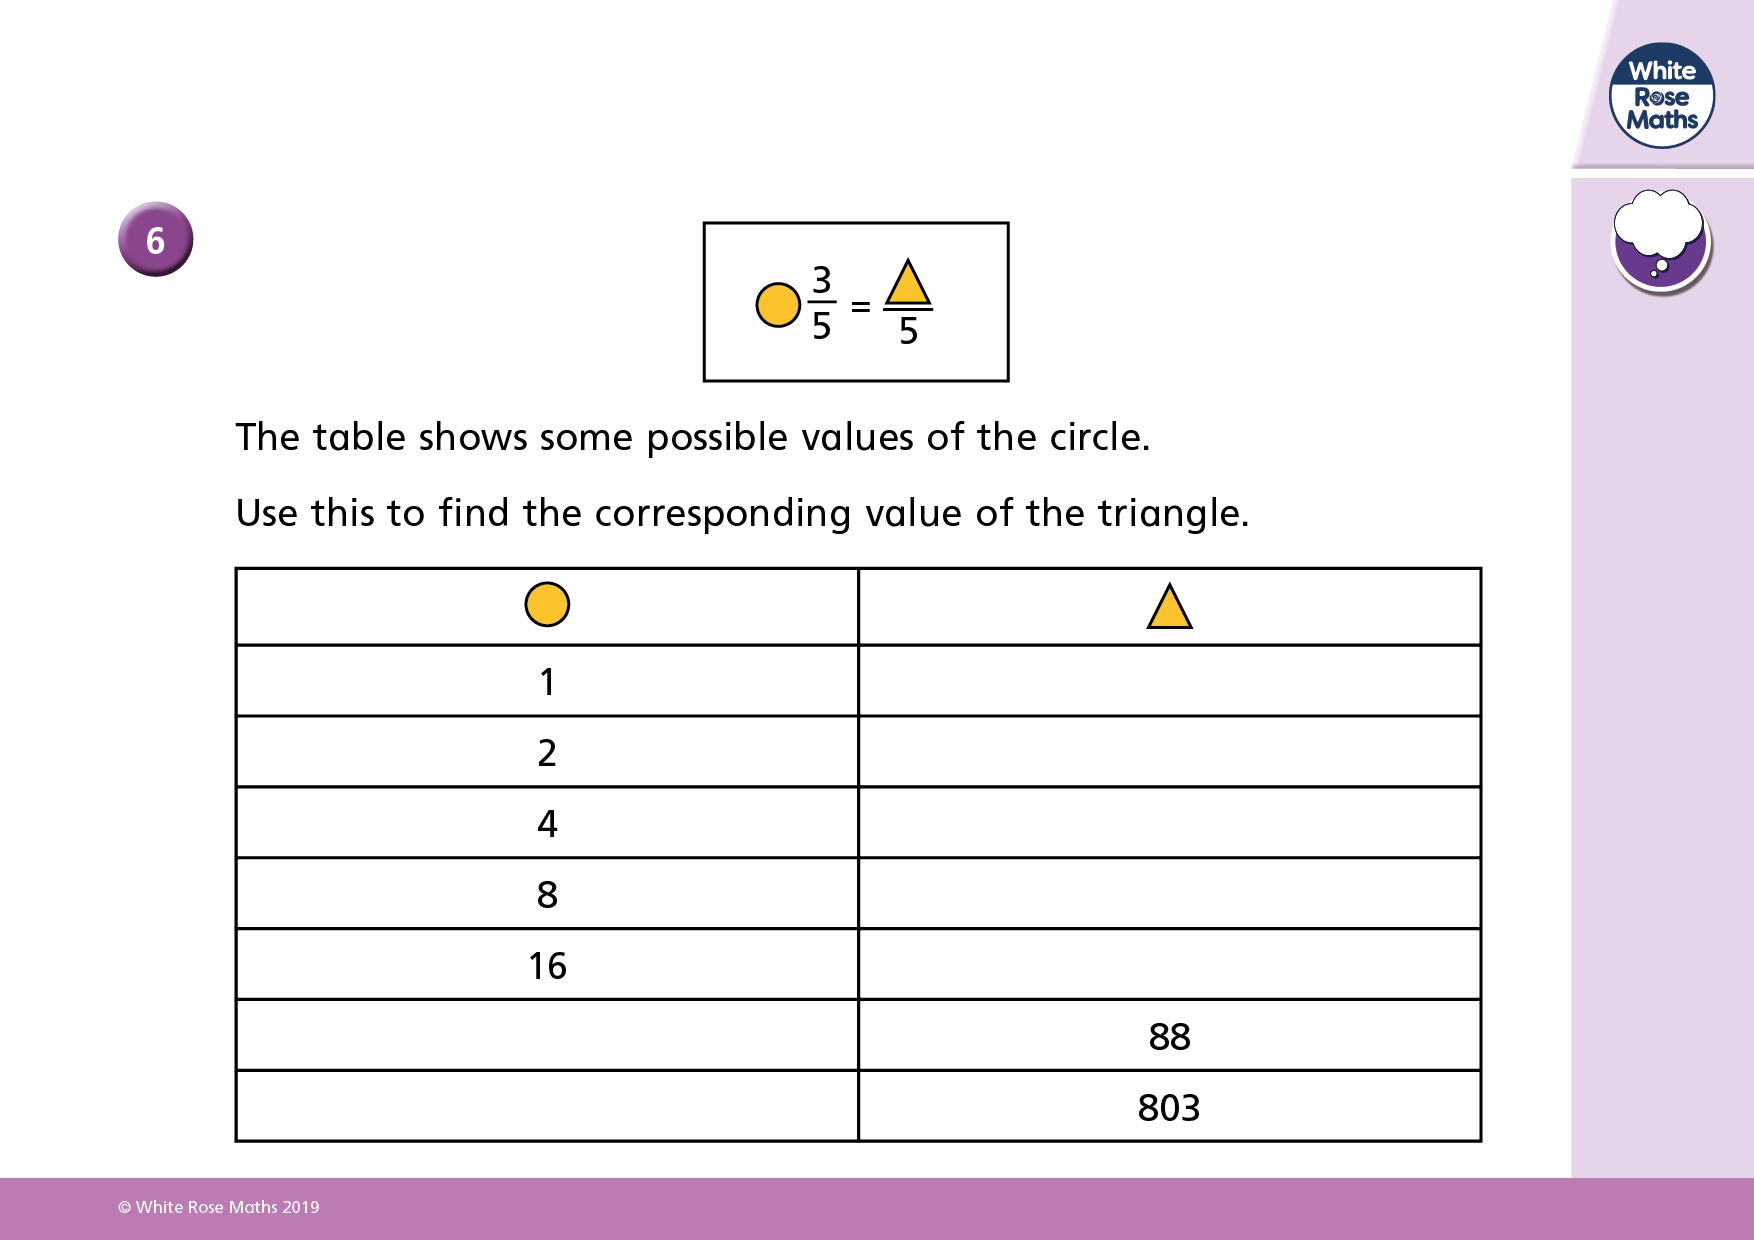 White
Rose
Maths
6
3/5 = /5
The table shows some possible values of the circle.
Use this to find the corresponding value of the triangle.
1
2
4
8
16
88
803
© White Rose Maths 2019